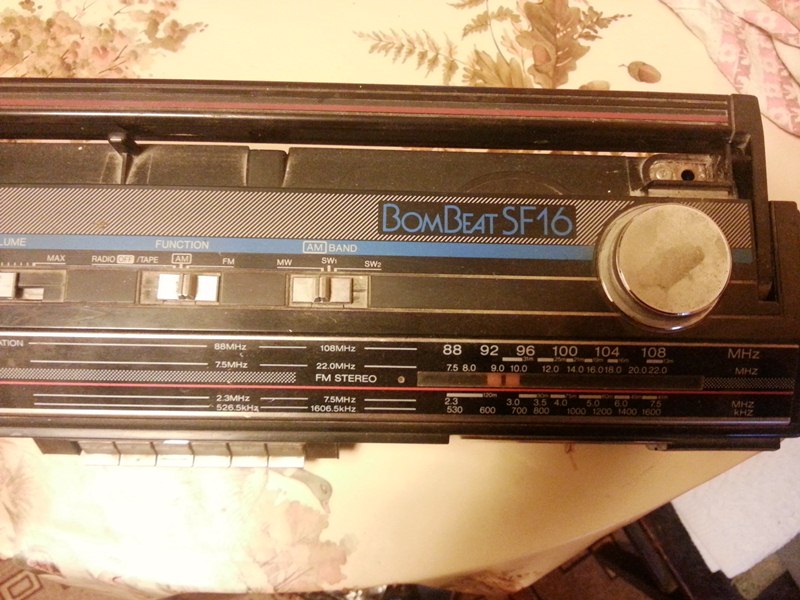 BOMBEAT SF16
LUME FUNCTION AM BAND
MAX RADIO OFF /TAPE AM FM MW SW1 SW2
ATION 88MHz 108MHz 88 92 96 100 104 108 MHz
7.5MHz 22.0MHz 7.5 8.0 9.0 10.0 12.0 14.0 16.0 18.0 20.0 22.0 MHz
FM STEREO
2.3MHz 7.5MHz 2.3 3.0 3.5 4.0 5.0 6.0 7.5 MHz
526.5kHz 1606.5kHz 530 600 700 800 1000 1200 1400 1600 kHz